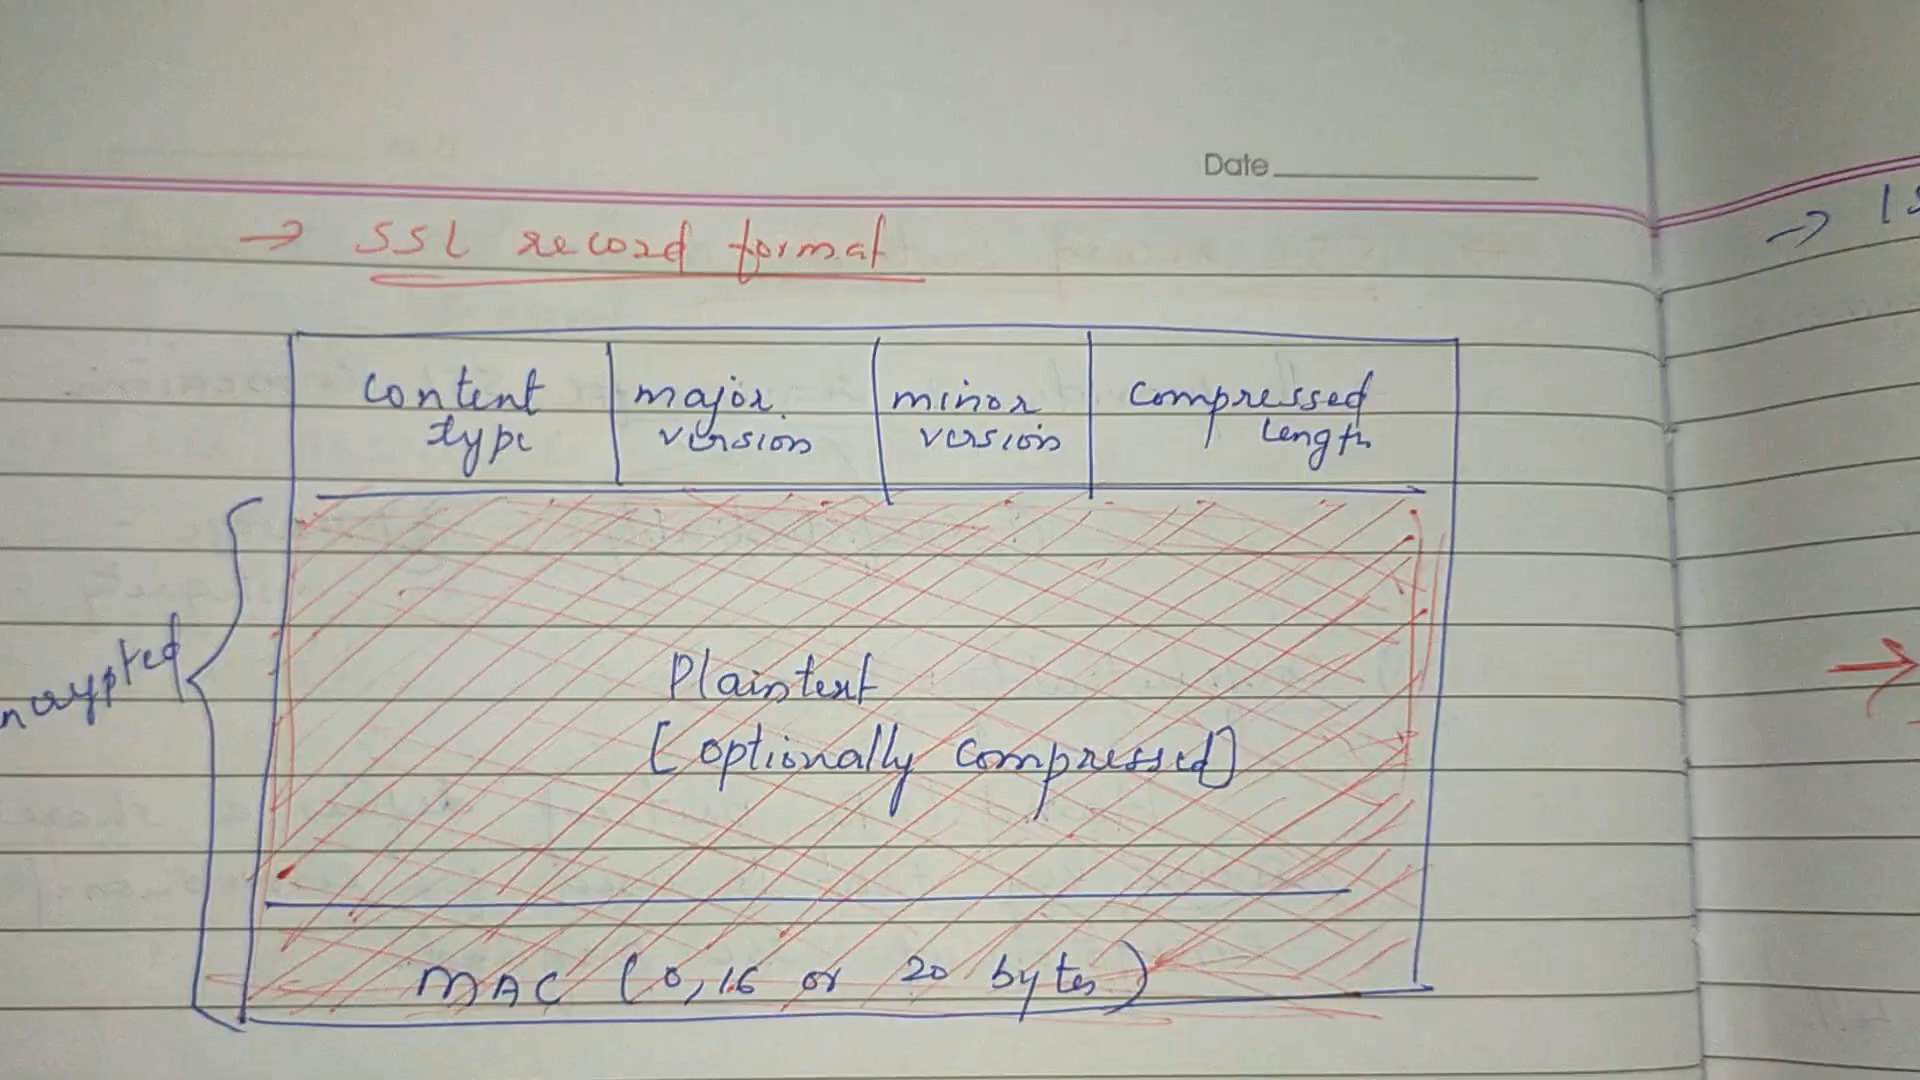 Date
→ SSL record format
content type
major version
minor version
compressed length
ncrypted
Plaintext
[optionally compressed]
MAC (0, 16 or 20 bytes)
→
→